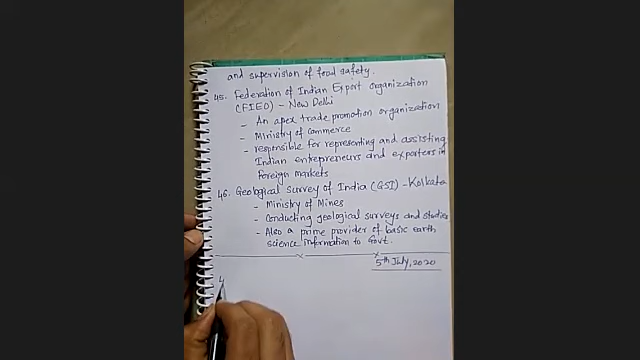 and supervision of food safety.
45. Federation of Indian Export Organization
(FIEO) - New Delhi
- An apex trade promotion organization
- Ministry of Commerce
- responsible for representing and assisting
Indian entrepreneurs and exporters in
foreign markets
46. Geological Survey of India (GSI) - Kolkata
- Ministry of Mines
- Conducting geological surveys and studies
- Also a prime provider of basic earth
science information to Govt.
5th July, 2020
4